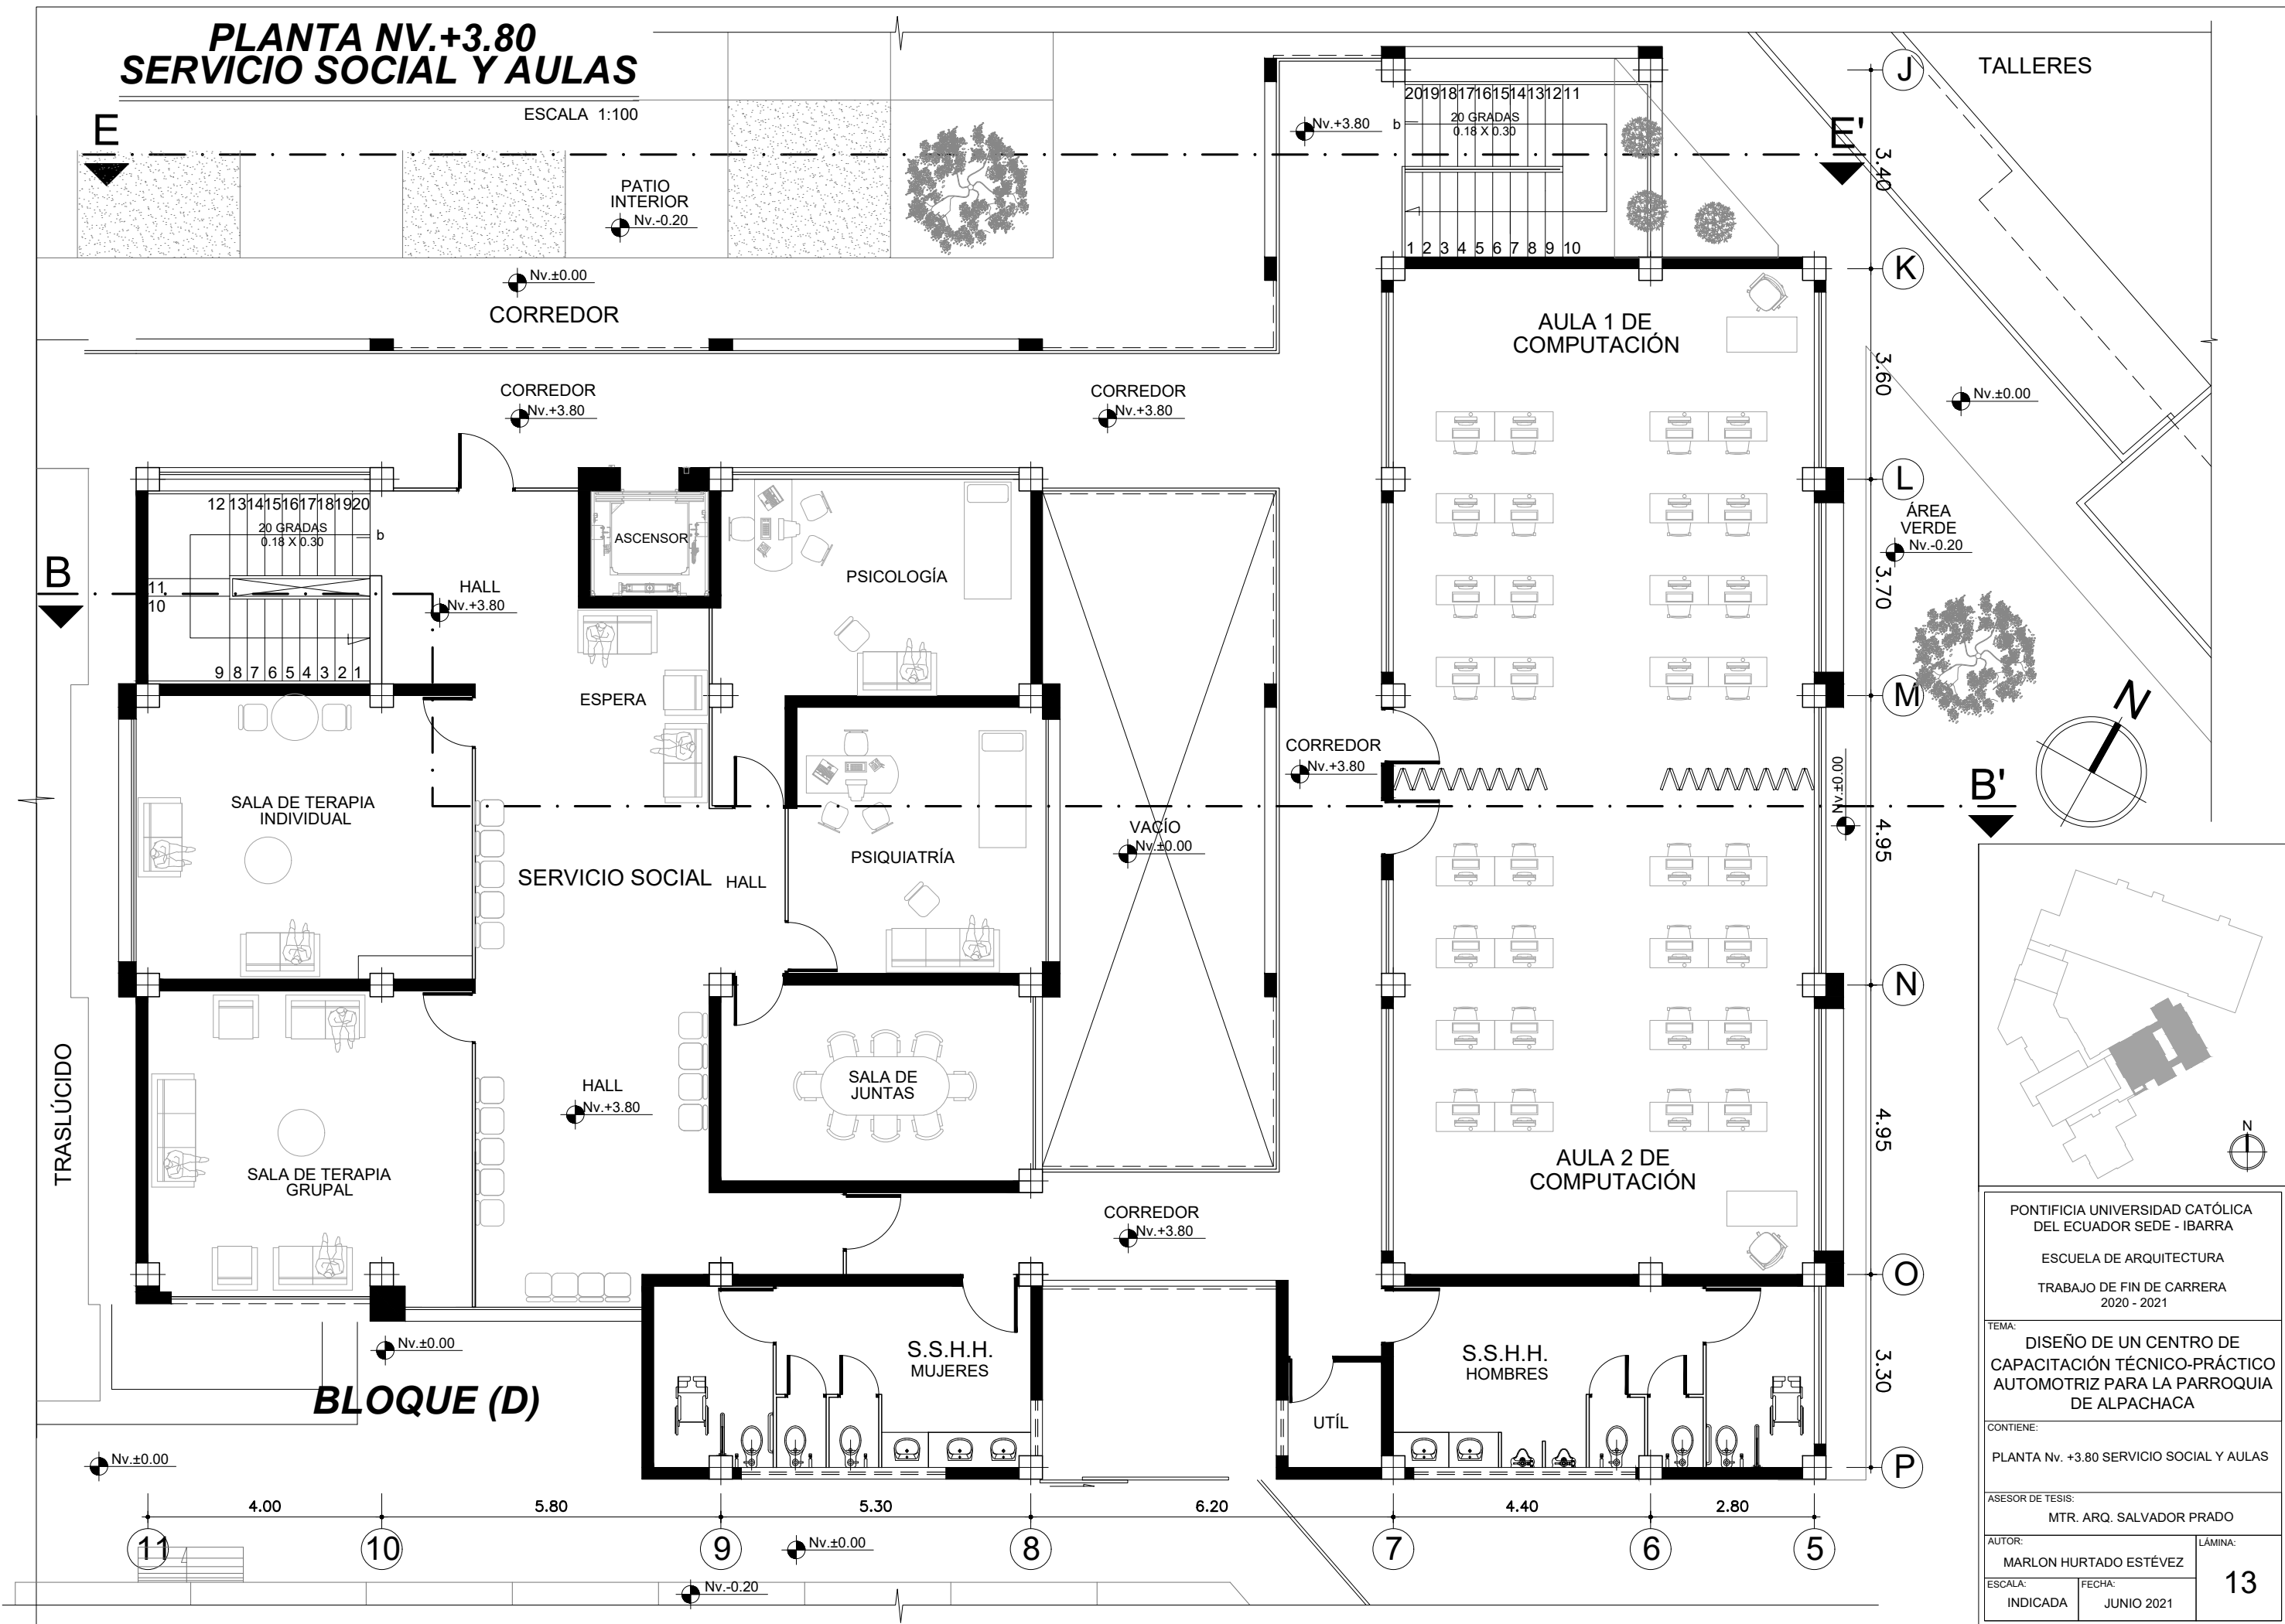 PLANTA NV.+3.80
SERVICIO SOCIAL Y AULAS
ESCALA 1:100
E
E'
PATIO
INTERIOR
Nv.-0.20
Nv.±0.00
CORREDOR
Nv.+3.80
20 19 18 17 16 15 14 13 12 11
b
20 GRADAS
0.18 X 0.30
1 2 3 4 5 6 7 8 9 10
J
TALLERES
3.40
K
AULA 1 DE
COMPUTACIÓN
3.60
Nv.±0.00
CORREDOR
Nv.+3.80
CORREDOR
Nv.+3.80
L
ÁREA
VERDE
Nv.-0.20
3.70
12 13 14 15 16 17 18 19 20
20 GRADAS
0.18 X 0.30
b
11
10
9 8 7 6 5 4 3 2 1
B
HALL
Nv.+3.80
ASCENSOR
PSICOLOGÍA
ESPERA
M
N
CORREDOR
Nv.+3.80
Nv.±0.00
B'
SALA DE TERAPIA
INDIVIDUAL
SERVICIO SOCIAL
HALL
PSIQUIATRÍA
VACÍO
Nv.±0.00
4.95
N
TRASLÚCIDO
HALL
Nv.+3.80
SALA DE
JUNTAS
SALA DE TERAPIA
GRUPAL
4.95
AULA 2 DE
COMPUTACIÓN
CORREDOR
Nv.+3.80
O
N
Nv.±0.00
BLOQUE (D)
S.S.H.H.
MUJERES
UTÍL
S.S.H.H.
HOMBRES
3.30
Nv.±0.00
P
4.00
5.80
5.30
6.20
4.40
2.80
11
10
9
Nv.±0.00
8
7
6
5
Nv.-0.20
PONTIFICIA UNIVERSIDAD CATÓLICA
DEL ECUADOR SEDE - IBARRA
ESCUELA DE ARQUITECTURA
TRABAJO DE FIN DE CARRERA
2020 - 2021
TEMA:
DISEÑO DE UN CENTRO DE
CAPACITACIÓN TÉCNICO-PRÁCTICO
AUTOMOTRIZ PARA LA PARROQUIA
DE ALPACHACA
CONTIENE:
PLANTA Nv. +3.80 SERVICIO SOCIAL Y AULAS
ASESOR DE TESIS:
MTR. ARQ. SALVADOR PRADO
AUTOR:
MARLON HURTADO ESTÉVEZ
LÁMINA:
13
ESCALA:
INDICADA
FECHA:
JUNIO 2021